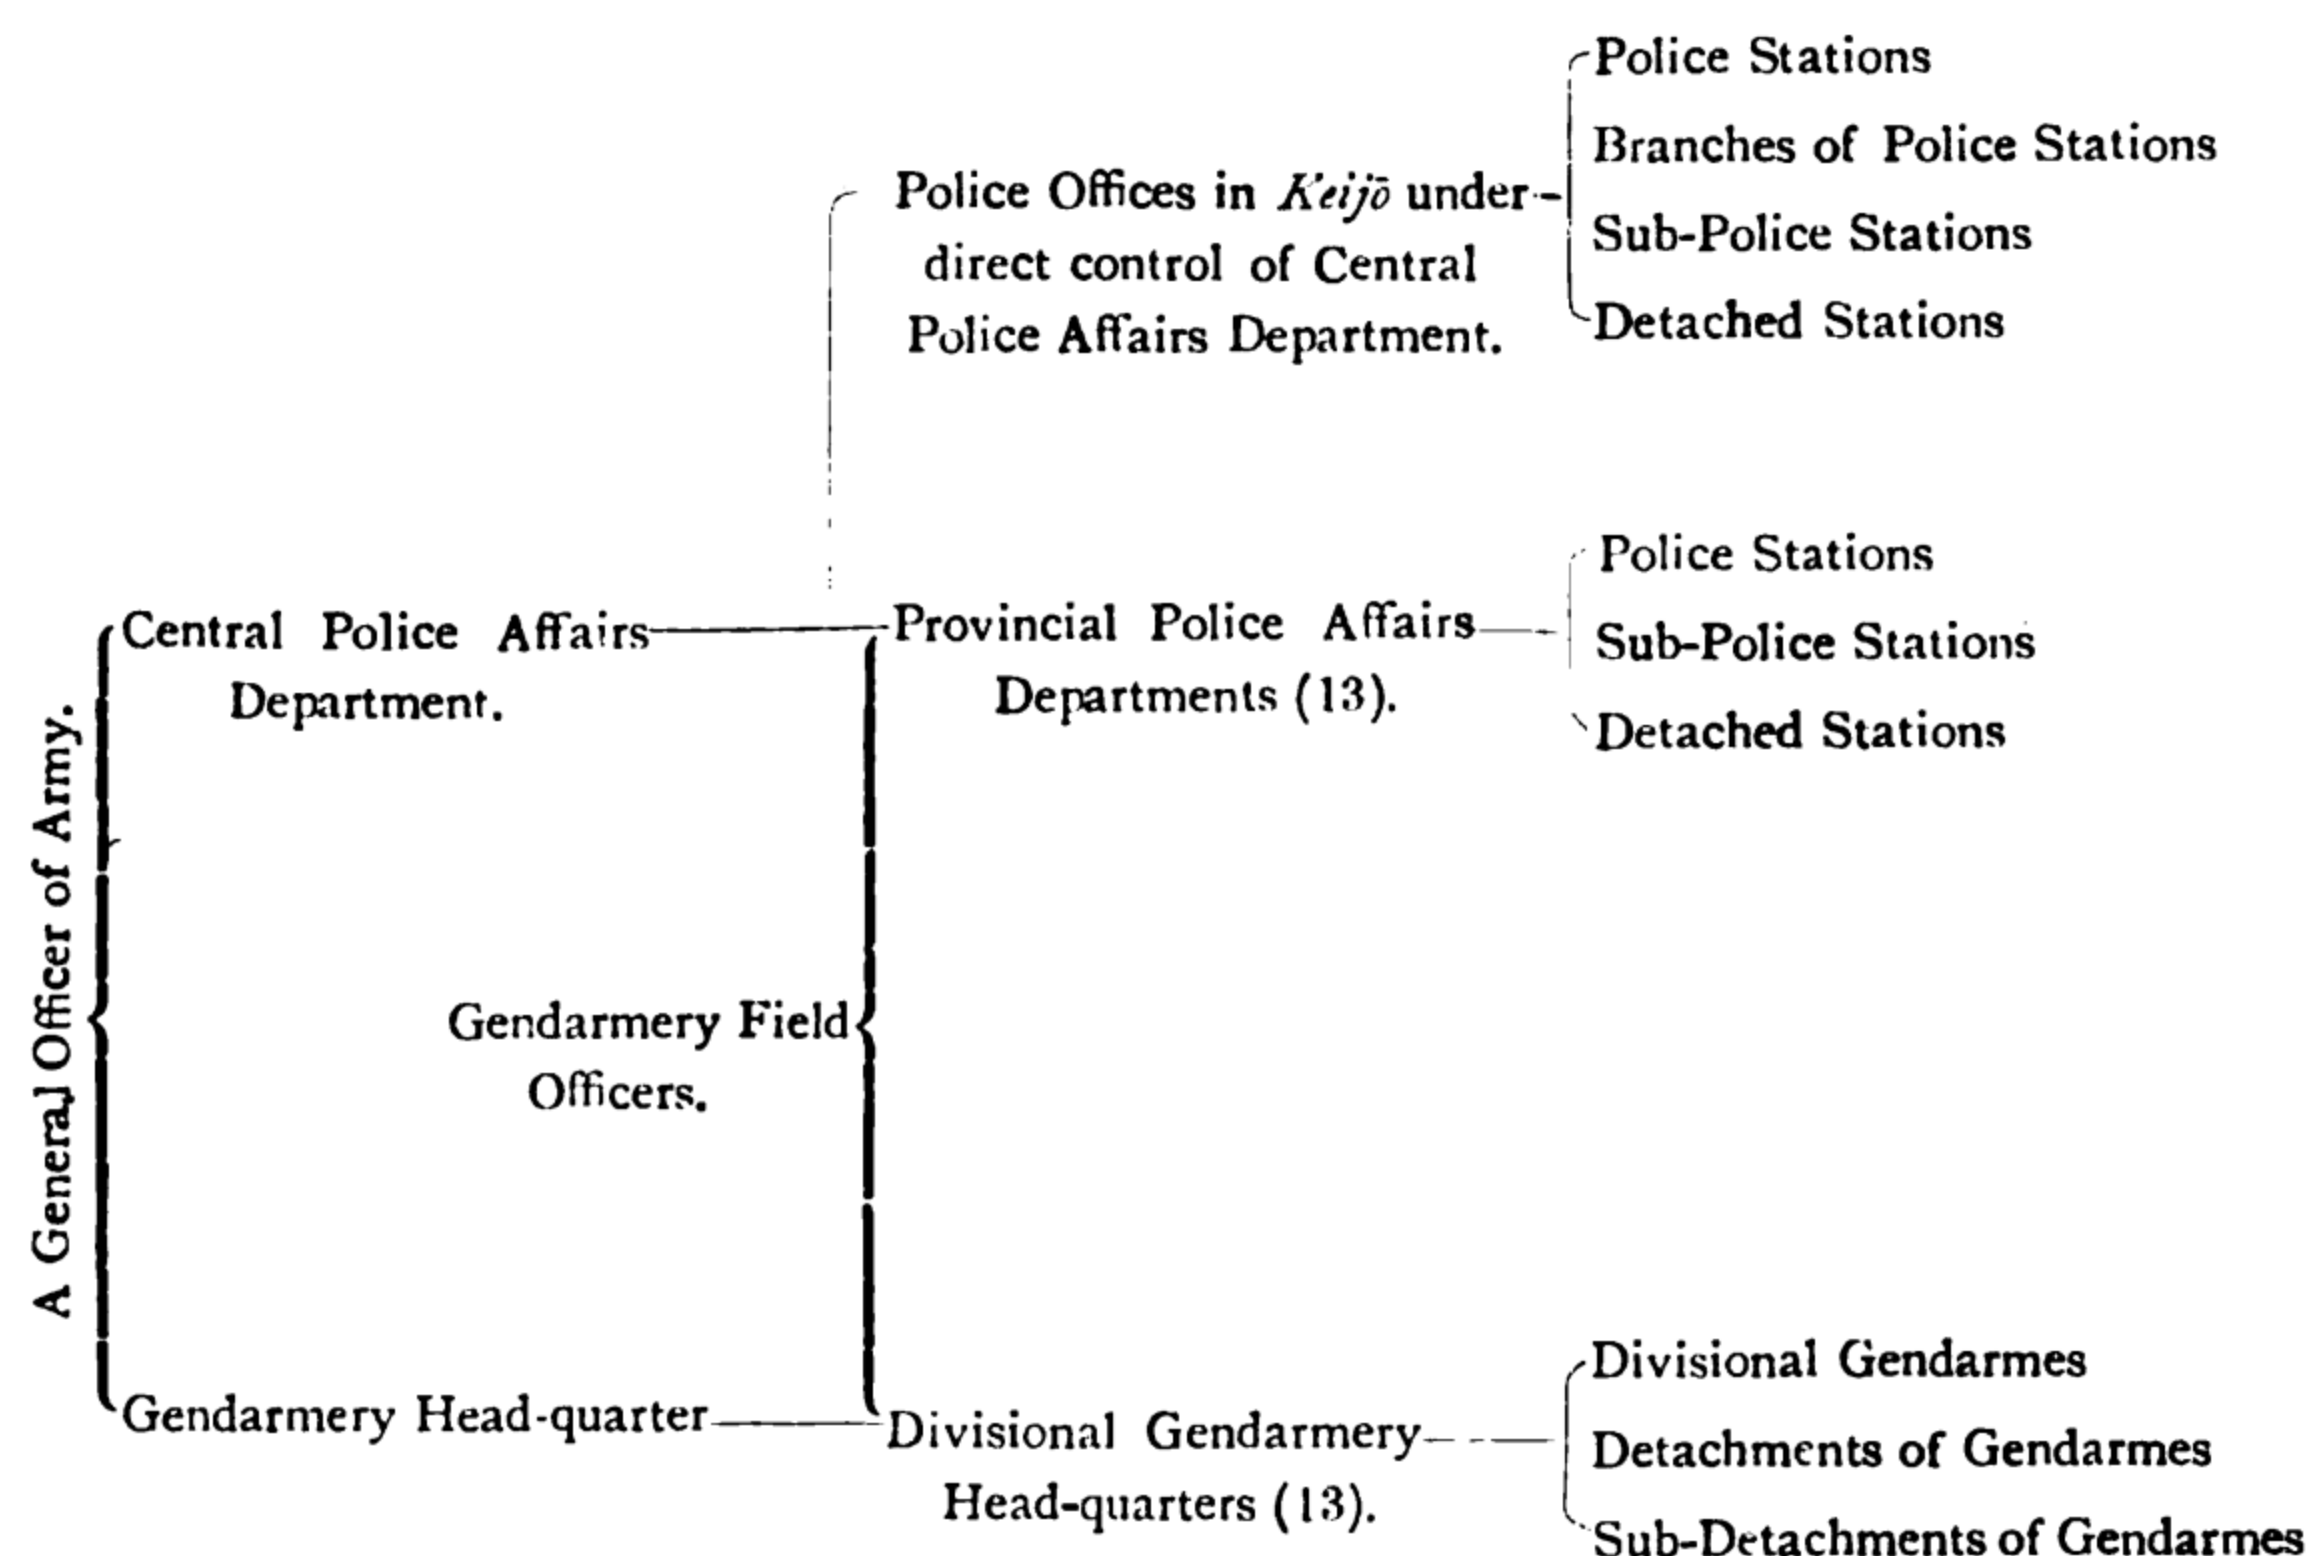 A General Officer of Army.
Central Police Affairs
Department.
Gendarmery Field
Officers.
Gendarmery Head-quarter
Police Offices in Keijō under
direct control of Central
Police Affairs Department.
Provincial Police Affairs
Departments (13).
Divisional Gendarmery
Head-quarters (13).
Police Stations
Branches of Police Stations
Sub-Police Stations
Detached Stations
Police Stations
Sub-Police Stations
Detached Stations
Divisional Gendarmes
Detachments of Gendarmes
Sub-Detachments of Gendarmes